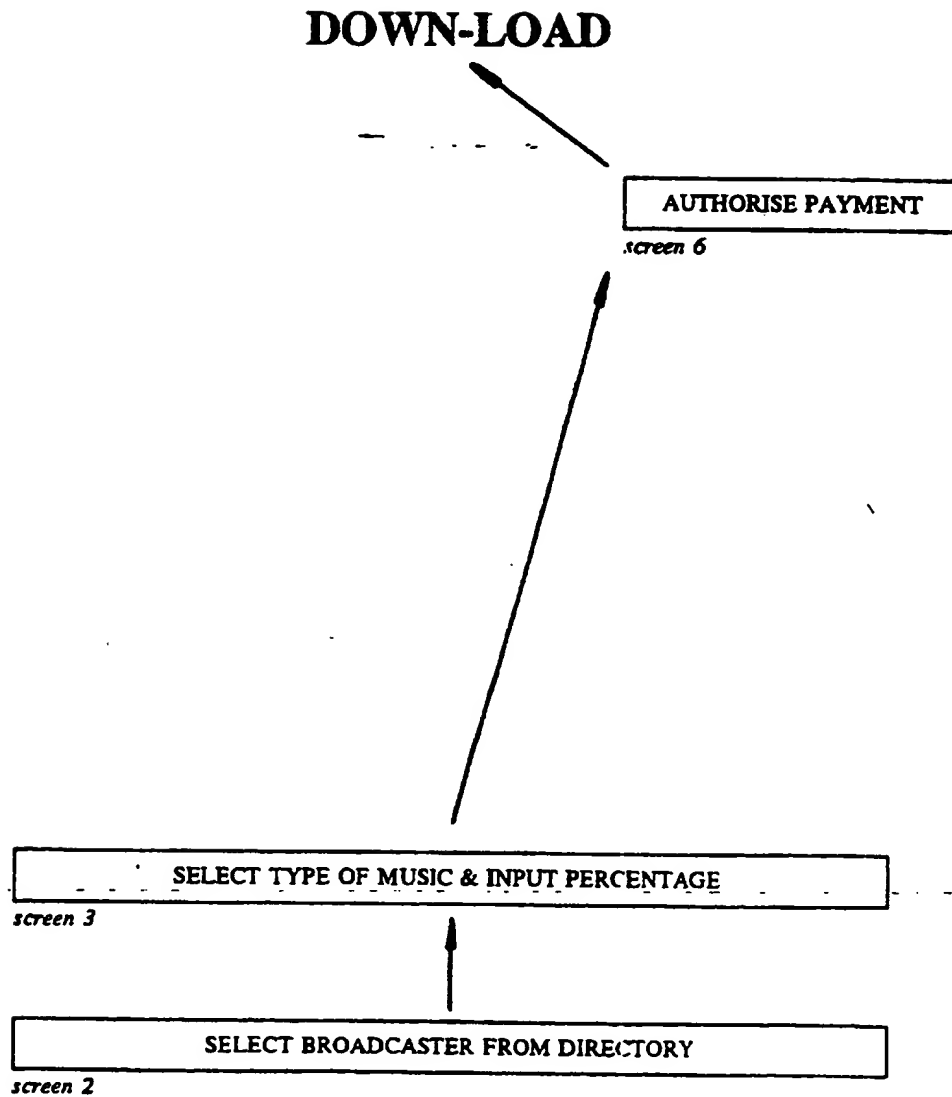 DOWN-LOAD
AUTHORISE PAYMENT
screen 6
SELECT TYPE OF MUSIC & INPUT PERCENTAGE
screen 3
SELECT BROADCASTER FROM DIRECTORY
screen 2